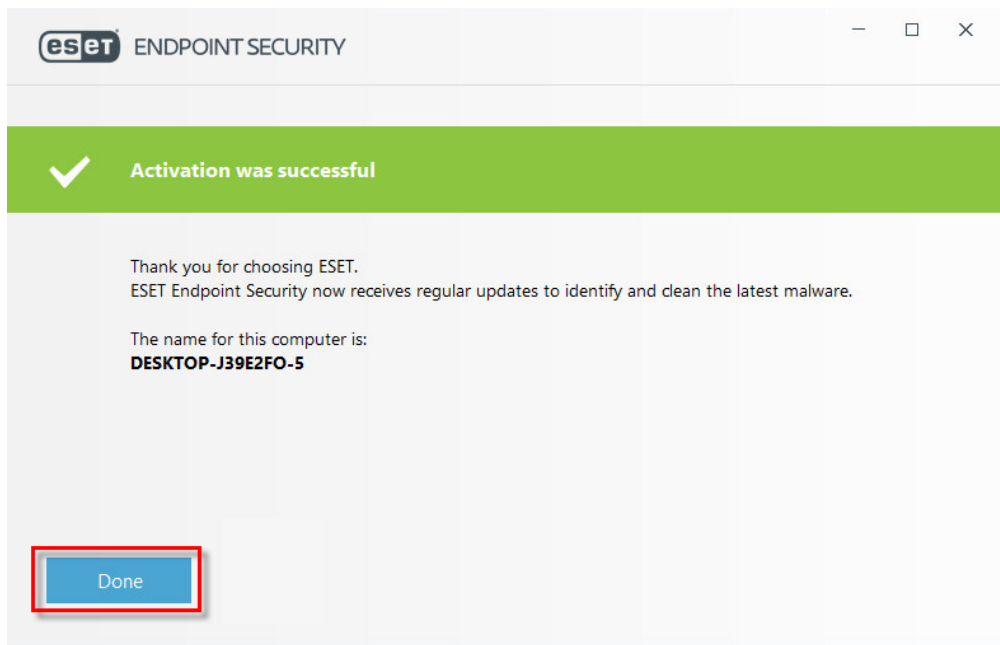 eset ENDPOINT SECURITY
Activation was successful
Thank you for choosing ESET.
ESET Endpoint Security now receives regular updates to identify and clean the latest malware.
The name for this computer is:
DESKTOP-J39E2FO-5
Done